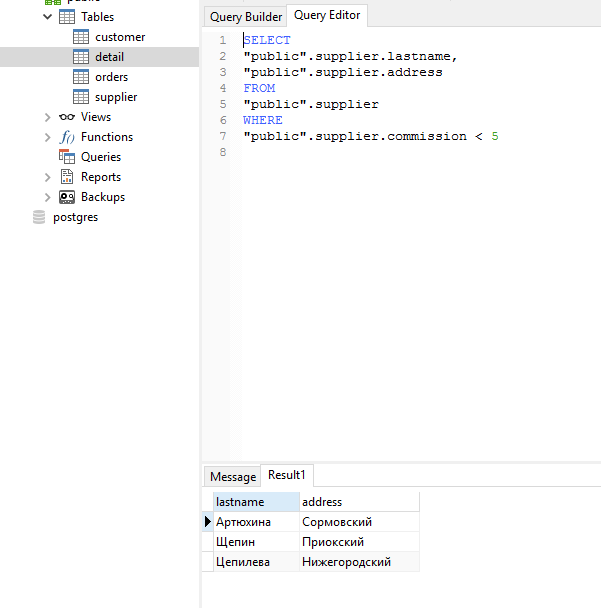 public
Tables
customer
detail
orders
supplier
Views
Functions
Queries
Reports
Backups
postgres
Query Builder
Query Editor
1 SELECT
2 "public".supplier.lastname,
3 "public".supplier.address
4 FROM
5 "public".supplier
6 WHERE
7 "public".supplier.commission < 5
8
Message
Result1
lastname address
Артюхина Сормовский
Щепин Приокский
Цепилева Нижегородский